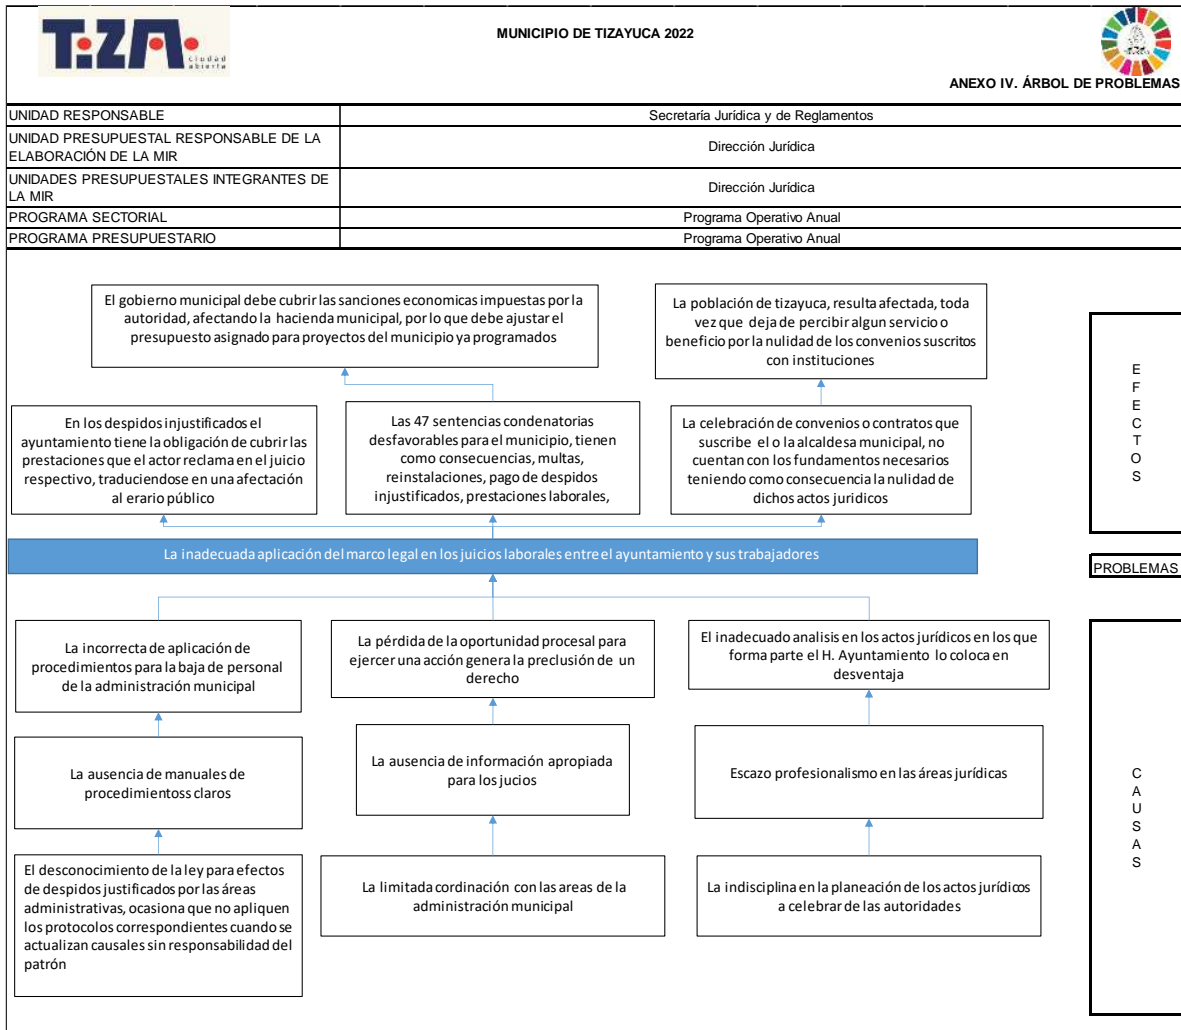 TiZA.
ciudad
abierta
MUNICIPIO DE TIZAYUCA 2022
ANEXO IV. ÁRBOL DE PROBLEMAS
UNIDAD RESPONSABLE
Secretaría Jurídica y de Reglamentos
UNIDAD PRESUPUESTAL RESPONSABLE DE LA
ELABORACIÓN DE LA MIR
Dirección Jurídica
UNIDADES PRESUPUESTALES INTEGRANTES DE
LA MIR
Dirección Jurídica
PROGRAMA SECTORIAL
Programa Operativo Anual
PROGRAMA PRESUPUESTARIO
Programa Operativo Anual
El gobierno municipal debe cubrir las sanciones economicas impuestas por la
autoridad, afectando la hacienda municipal, por lo que debe ajustar el
presupuesto asignado para proyectos del municipio ya programados
La población de tizayuca, resulta afectada, toda
vez que deja de percibir algun servicio o
beneficio por la nulidad de los convenios suscritos
con instituciones
En los despidos injustificados el
ayuntamiento tiene la obligación de cubrir las
prestaciones que el actor reclama en el juicio
respectivo, traduciendose en una afectación
al erario público
Las 47 sentencias condenatorias
desfavorables para el municipio, tienen
como consecuencias, multas,
reinstalaciones, pago de despidos
injustificados, prestaciones laborales,
La celebración de convenios o contratos que
suscribe el o la alcaldesa municipal, no
cuentan con los fundamentos necesarios
teniendo como consecuencia la nulidad de
dichos actos juridicos
E
F
E
C
T
O
S
La inadecuada aplicación del marco legal en los juicios laborales entre el ayuntamiento y sus trabajadores
PROBLEMAS
La incorrecta de aplicación de
procedimientos para la baja de personal
de la administración municipal
La pérdida de la oportunidad procesal para
ejercer una acción genera la preclusión de un
derecho
El inadecuado analisis en los actos jurídicos en los que
forma parte el H. Ayuntamiento lo coloca en
desventaja
La ausencia de manuales de
procedimientoss claros
La ausencia de información apropiada
para los jucios
Escazo profesionalismo en las áreas jurídicas
El desconocimiento de la ley para efectos
de despidos justificados por las áreas
administrativas, ocasiona que no apliquen
los protocolos correspondientes cuando se
actualizan causales sin responsabilidad del
patrón
La limitada cordinación con las areas de la
administración municipal
La indisciplina en la planeación de los actos jurídicos
a celebrar de las autoridades
C
A
U
S
A
S